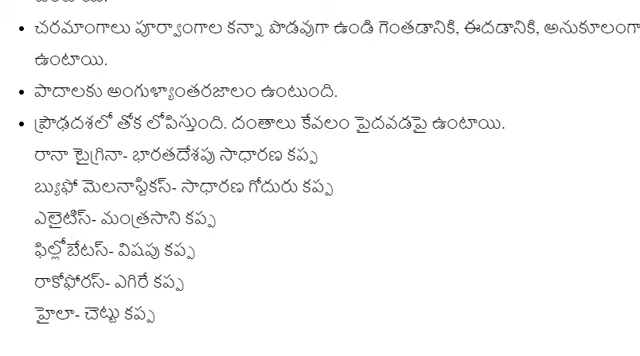 • చరమాంగాలు పూర్వాంగాల కన్నా పొడవుగా ఉండి గెంతడానికి, ఈదడానికి, అనుకూలంగా
ఉంటాయి.
• పాదాలకు అంగుళ్యాంతరజాలం ఉంటుంది.
• ప్రౌఢదశలో తోక లోపిస్తుంది. దంతాలు కేవలం పైదవడపై ఉంటాయి.
రానా టైగ్రినా- భారతదేశపు సాధారణ కప్ప
బ్యుఫో మెలనాస్టికస్- సాధారణ గోదురు కప్ప
ఎలైటిస్- మంత్రసాని కప్ప
ఫిల్లోబేటస్- విషపు కప్ప
రాకోఫోరస్- ఎగిరే కప్ప
హైలా- చెట్టు కప్ప